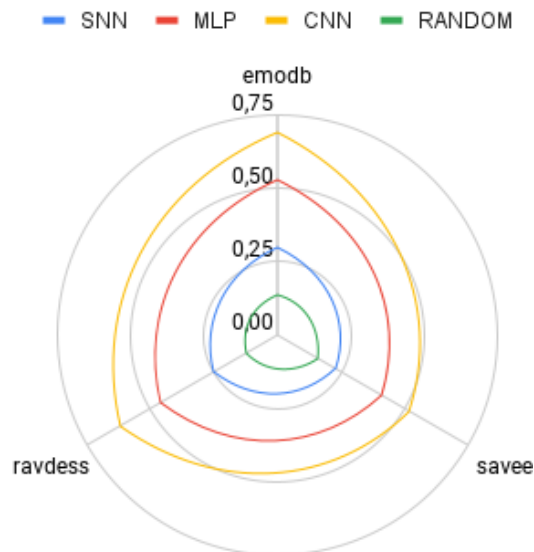 SNN MLP CNN RANDOM
emodb
0,75
0,50
0,25
0,00
ravdess
savee